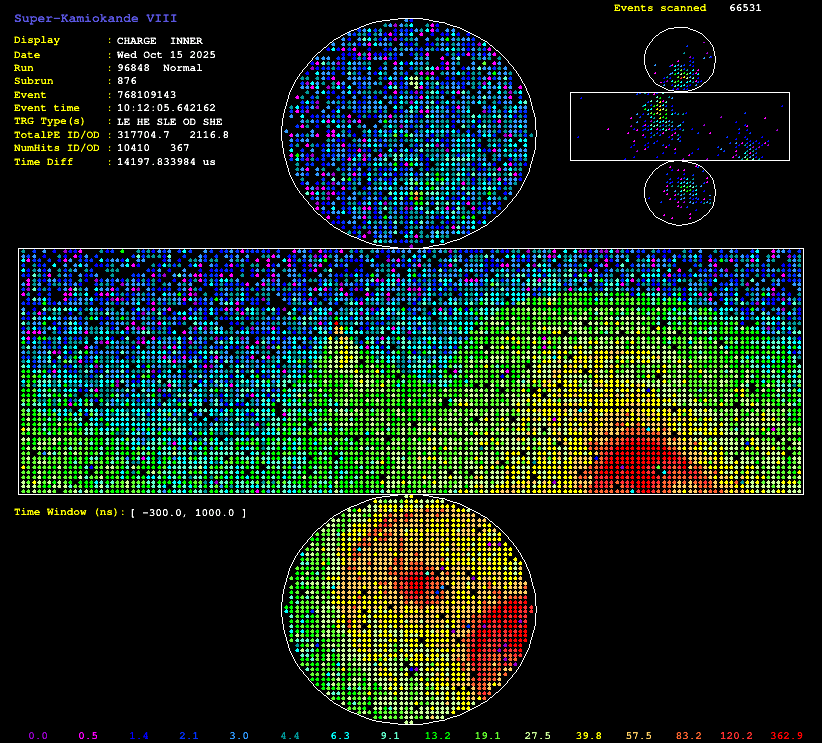 Super-Kamiokande VIII
Events scanned 66531
Display : CHARGE INNER
Date : Wed Oct 15 2025
Run : 96848 Normal
Subrun : 876
Event : 768109143
Event time : 10:12:05.642162
TRG Type(s) : LE HE SLE OD SHE
TotalPE ID/OD : 317704.7 2116.8
NumHits ID/OD : 10410 367
Time Diff : 14197.833984 us
Time Window (ns): [ -300.0, 1000.0 ]
0.0 0.5 1.4 2.1 3.0 4.4 6.3 9.1 13.2 19.1 27.5 39.8 57.5 83.2 120.2 362.9